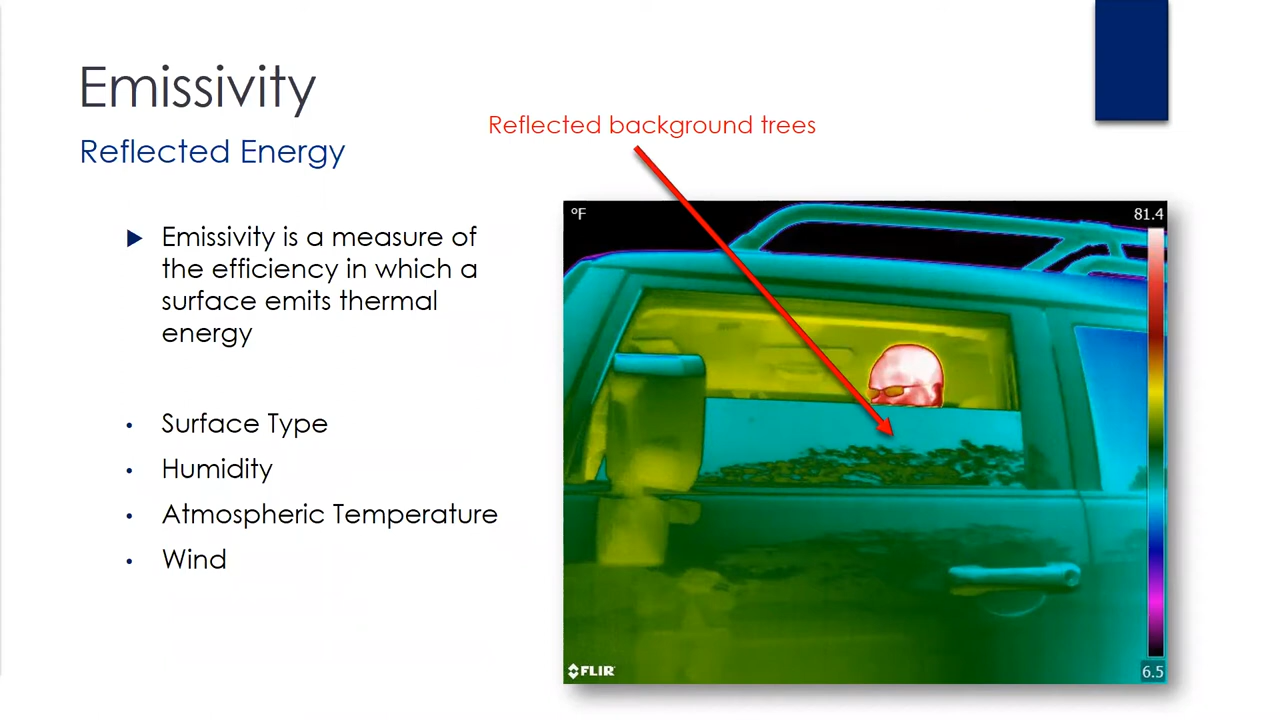 Emissivity
Reflected Energy
Reflected background trees
Emissivity is a measure of
the efficiency in which a
surface emits thermal
energy
Surface Type
Humidity
Atmospheric Temperature
Wind
°F
81.4
6.5
FLIR